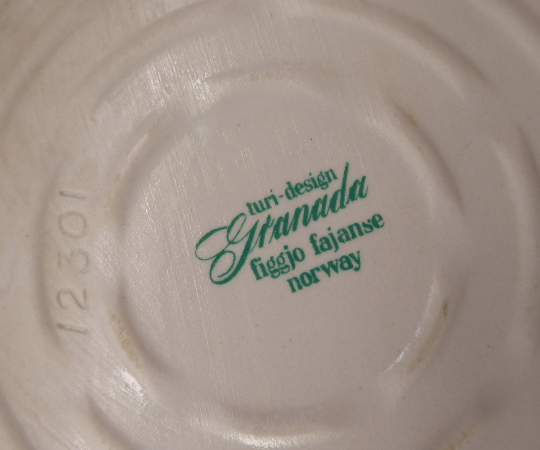 turi-design
Granada
figgjo fajanse
norway
12301